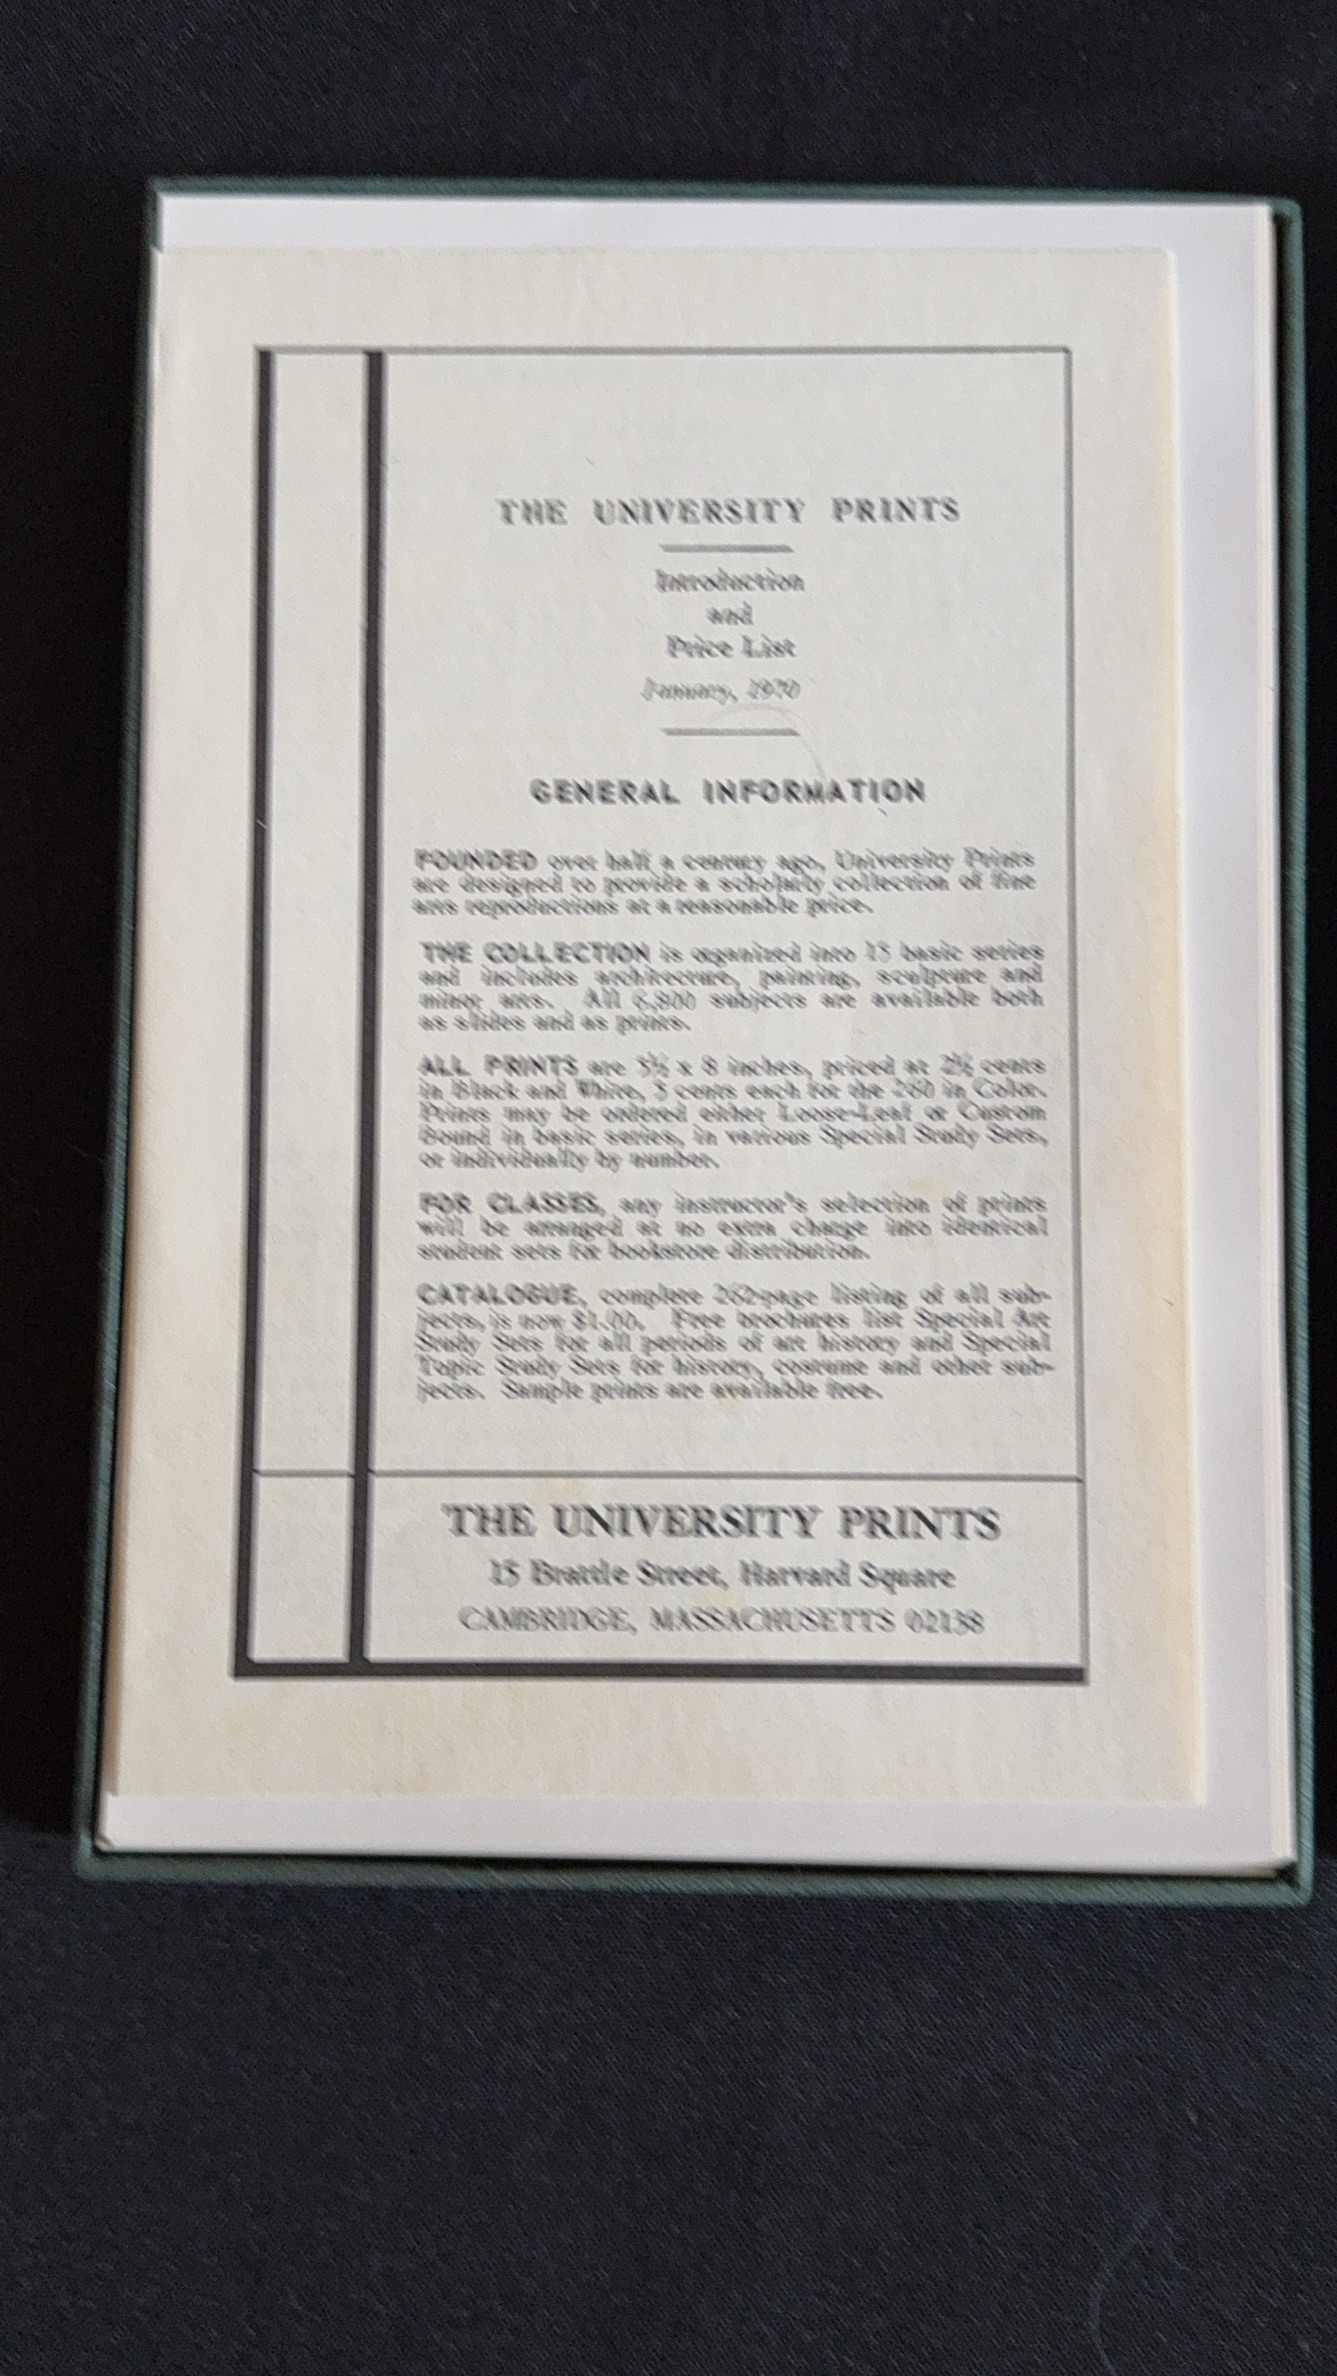 THE UNIVERSITY PRINTS
Introduction
and
Price List
January, 1970
GENERAL INFORMATION
FOUNDED over half a century ago, University Prints
are designed to provide a scholarly collection of fine
arts reproductions at a reasonable price.
THE COLLECTION is organized into 15 basic series
and includes architecture, painting, sculpture and
minor arts. All 6,800 subjects are available both
as slides and as prints.
ALL PRINTS are 5½ x 8 inches, priced at 2½ cents
in Black and White, 5 cents each for the 260 in Color.
Prints may be ordered either Loose-Leaf or Custom
Bound in basic series, in various Special Study Sets,
or individually by number.
FOR CLASSES, any instructor's selection of prints
will be arranged at no extra charge into identical
student sets for bookstore distribution.
CATALOGUE, complete 262-page listing of all sub-
jects, is now $1.00. Free brochures list Special Art
Study Sets for all periods of art history and Special
Topic Study Sets for history, costume and other sub-
jects. Sample prints are available free.
THE UNIVERSITY PRINTS
15 Brattle Street, Harvard Square
CAMBRIDGE, MASSACHUSETTS 02138